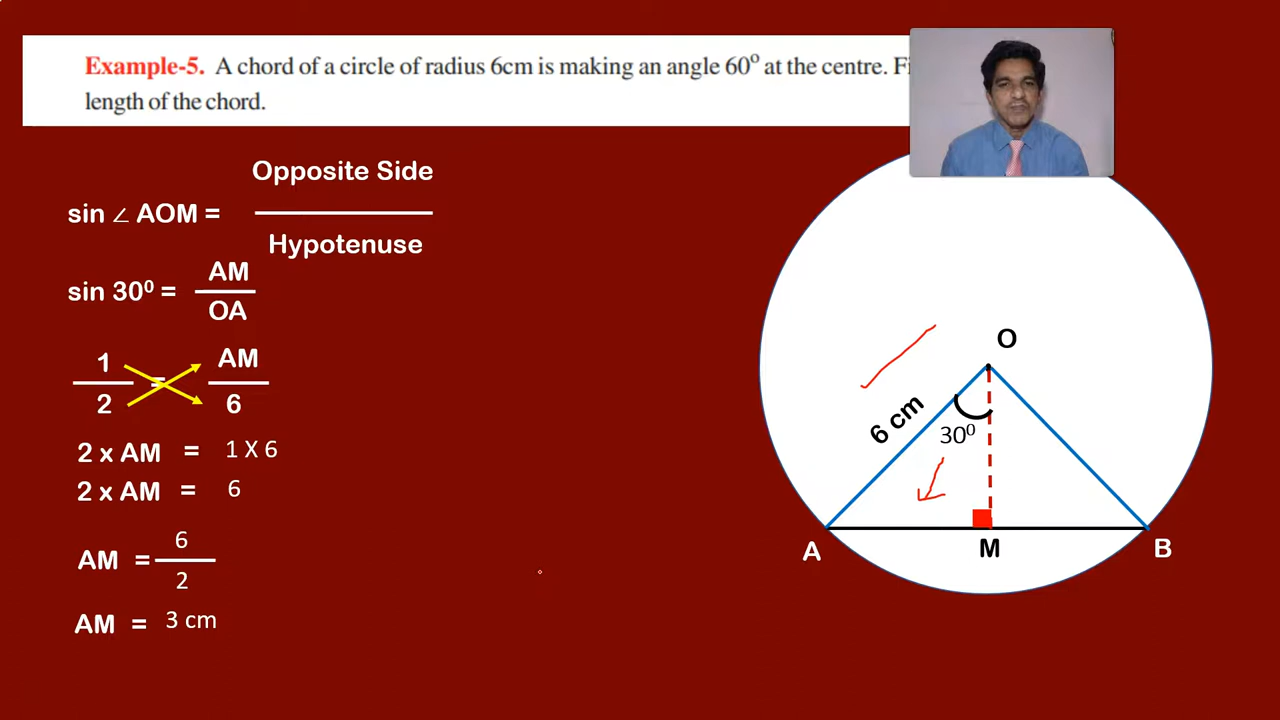 Example-5. A chord of a circle of radius 6cm is making an angle 60⁰ at the centre.
length of the chord.
Opposite Side
sin ∠ AOM =
Hypotenuse
sin 30⁰ = AM
OA
1 = AM
2 6
2 x AM = 1 X 6
2 x AM = 6
AM = 6
2
AM = 3 cm
O
6 cm
30⁰
A M B